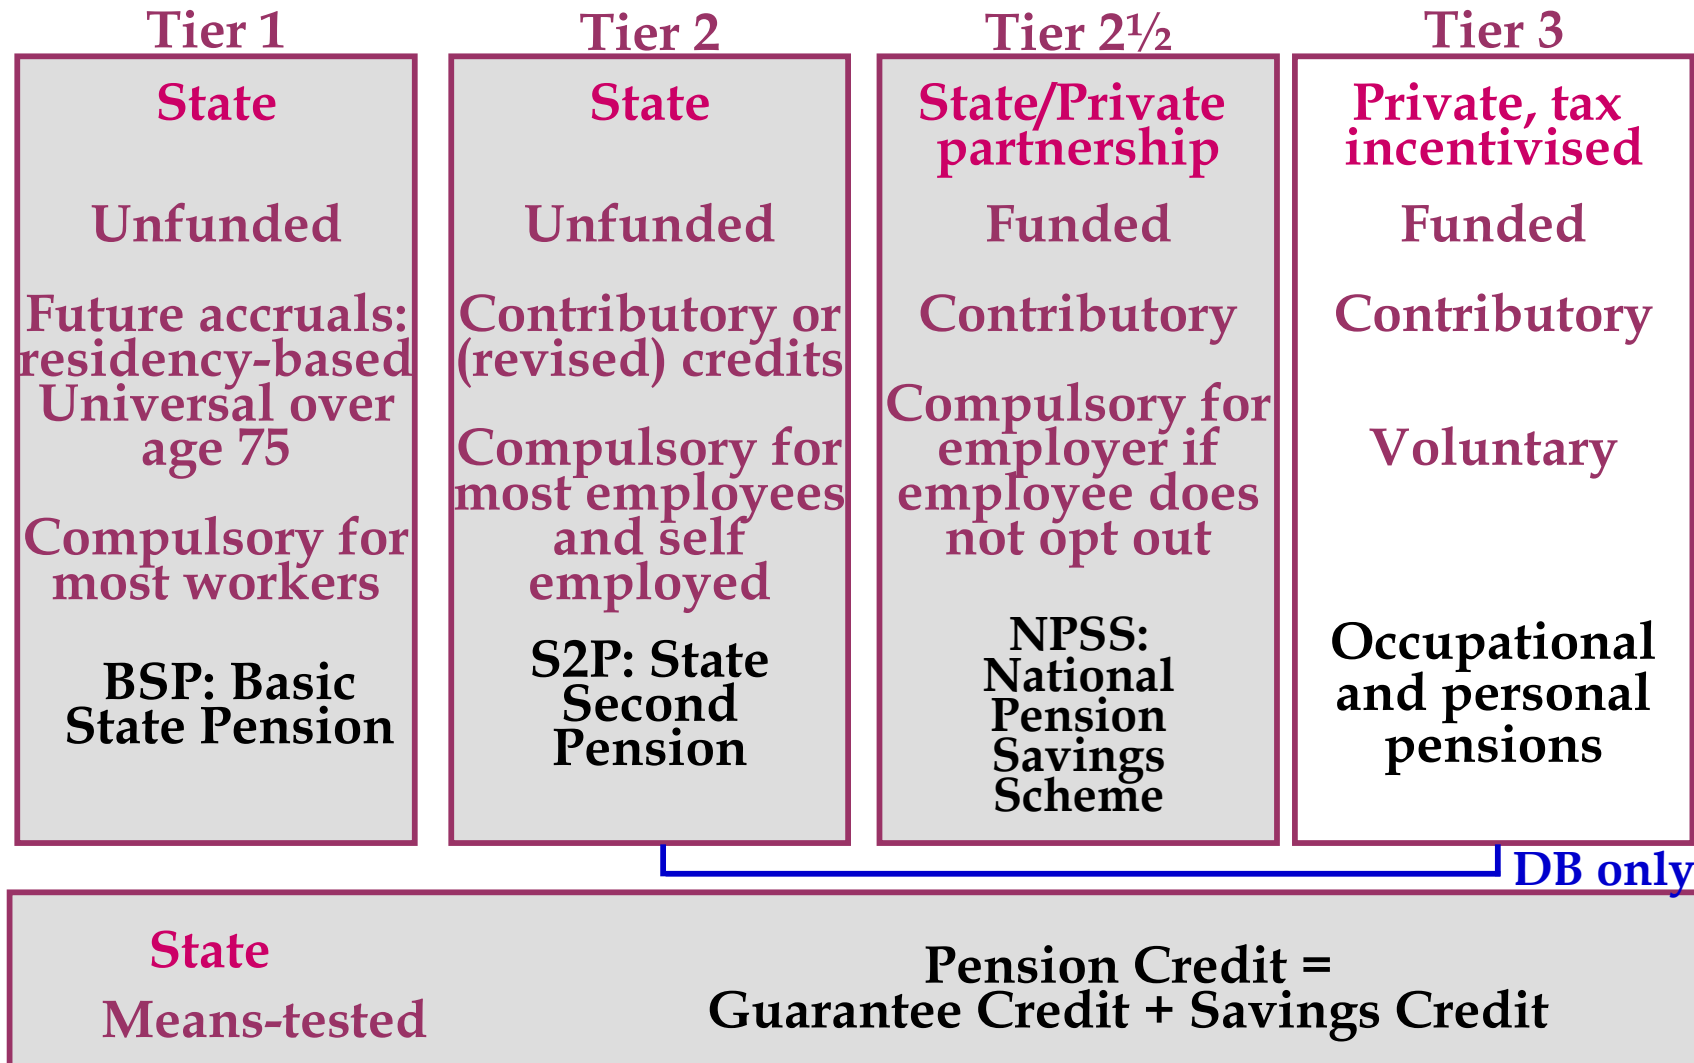 Tier 1
State
Unfunded
Future accruals:
residency-based
Universal over
age 75
Compulsory for
most workers
BSP: Basic
State Pension
Tier 2
State
Unfunded
Contributory or
(revised) credits
Compulsory for
most employees
and self
employed
S2P: State
Second
Pension
Tier 2½
State/Private
partnership
Funded
Contributory
Compulsory for
employer if
employee does
not opt out
NPSS:
National
Pension
Savings
Scheme
Tier 3
Private, tax
incentivised
Funded
Contributory
Voluntary
Occupational
and personal
pensions
DB only
State
Means-tested
Pension Credit =
Guarantee Credit + Savings Credit